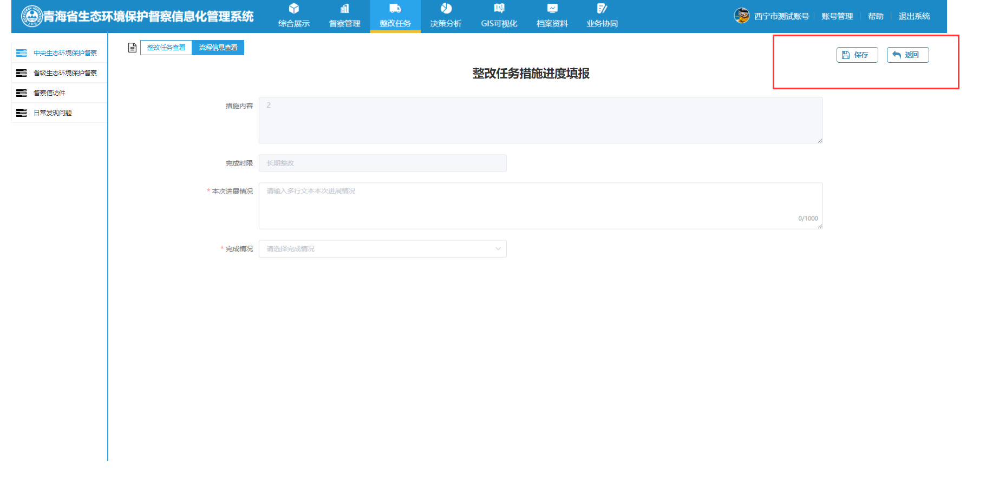 青海省生态环境保护督察信息化管理系统
综合展示
督察管理
整改任务
决策分析
GIS可视化
档案资料
业务协同
西宁市测试账号
账号管理
帮助
退出系统
中央生态环境保护督察
省级生态环境保护督察
督察信访件
日常发现问题
整改任务查看
流程信息查看
保存
返回
整改任务措施进度填报
措施内容
2
完成时限
长期整改
* 本次进展情况
请输入多行文本本次进展情况
0/1000
* 完成情况
请选择完成情况